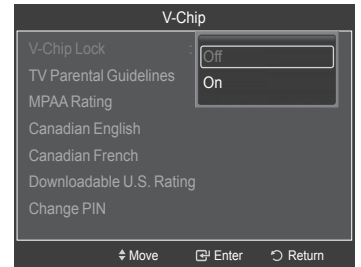 V-Chip
V-Chip Lock : Off
On
TV Parental Guidelines
MPAA Rating
Canadian English
Canadian French
Downloadable U.S. Rating
Change PIN
Move Enter Return